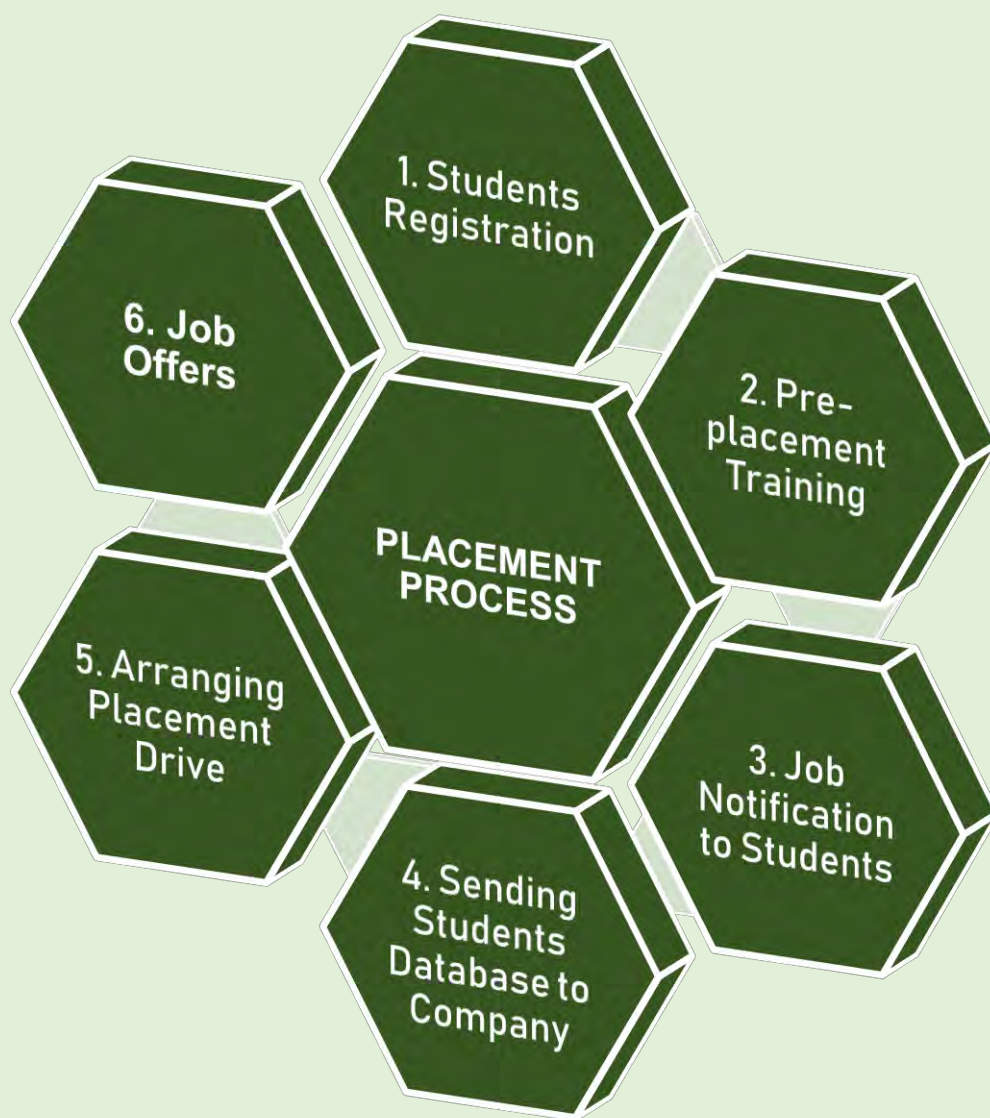 PLACEMENT
PROCESS
1. Students
Registration
2. Pre-
placement
Training
3. Job
Notification
to Students
4. Sending
Students
Database to
Company
5. Arranging
Placement
Drive
6. Job
Offers